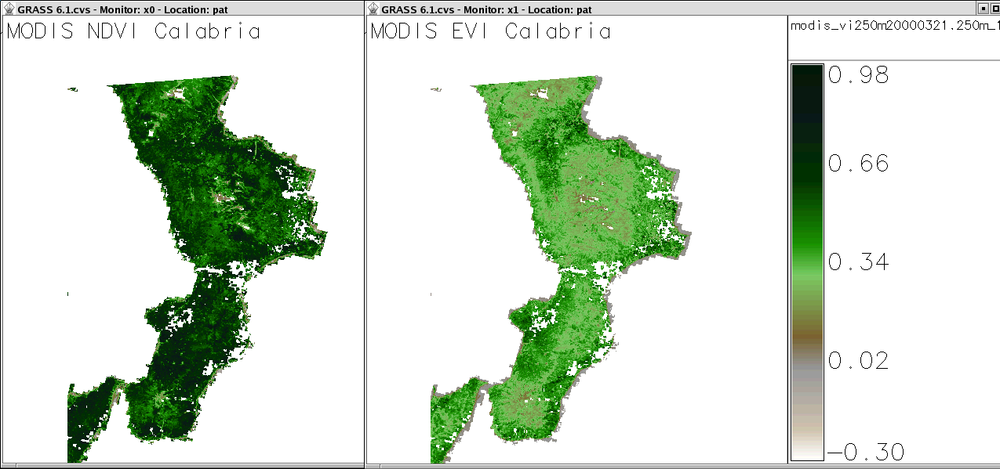 GRASS 6.1.cvs - Monitor: x0 - Location: pat
MODIS NDVI Calabria
GRASS 6.1.cvs - Monitor: x1 - Location: pat
MODIS EVI Calabria
modis_vi250m20000321.250m_1
0.98
0.66
0.34
0.02
−0.30